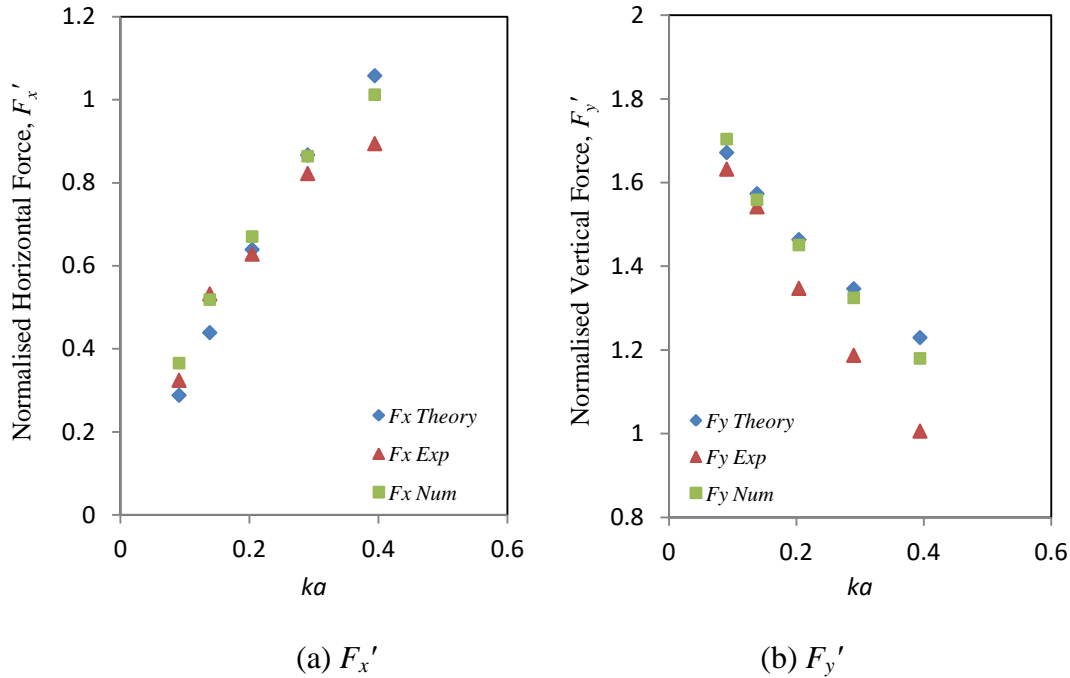 Normalised Horizontal Force, Fx′
1.2
1
0.8
0.6
0.4
0.2
0
0
0.2
0.4
0.6
ka
Fx Theory
Fx Exp
Fx Num
(a) Fx′
Normalised Vertical Force, Fy′
2
1.8
1.6
1.4
1.2
1
0.8
0
0.2
0.4
0.6
ka
Fy Theory
Fy Exp
Fy Num
(b) Fy′